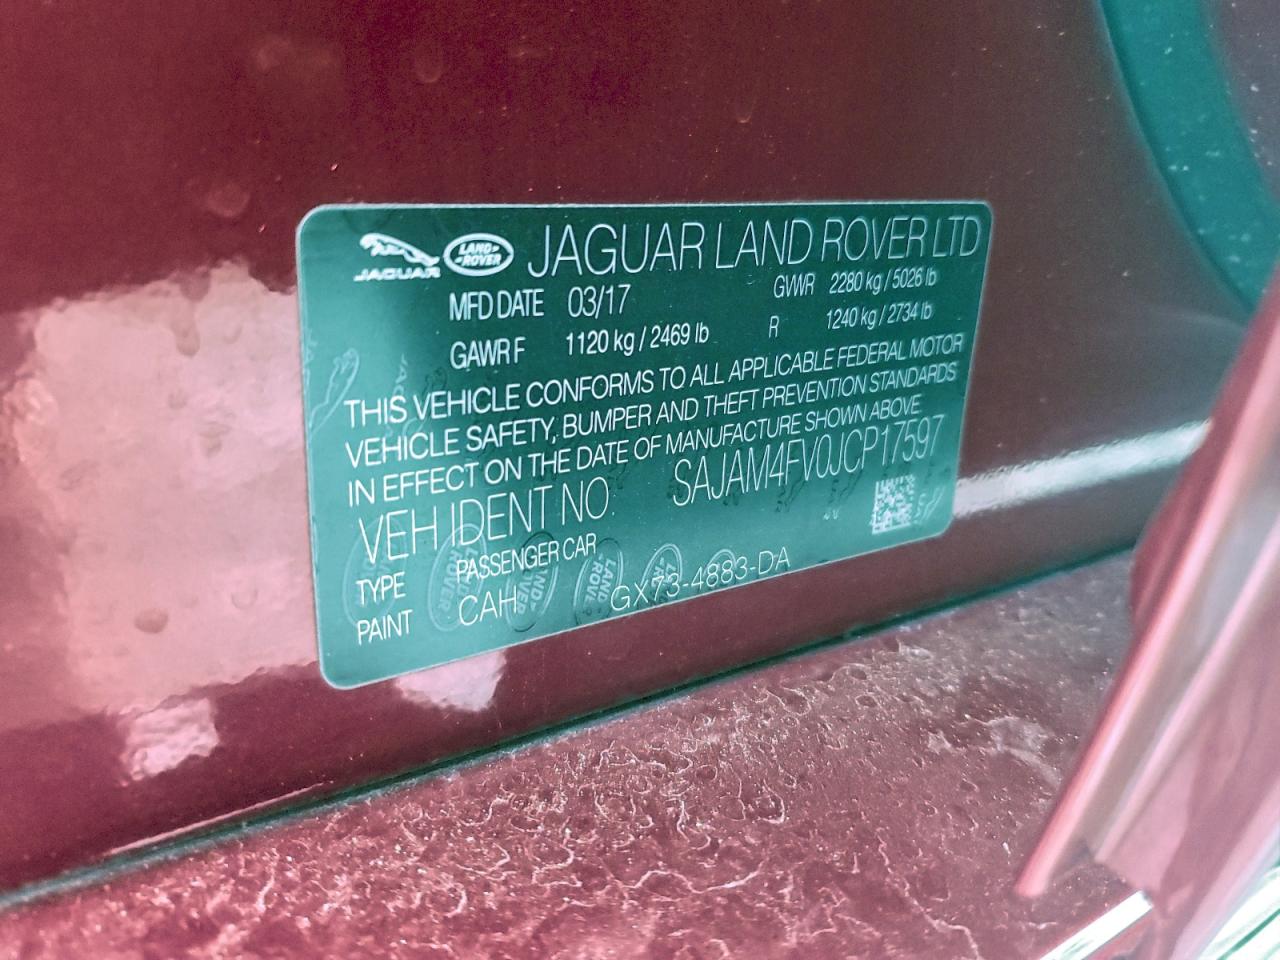 JAGUAR LAND ROVER JAGUAR LAND ROVER LTD
MFD DATE 03/17 GVWR 2280 kg / 5026 lb
GAWR F 1120 kg / 2469 lb R 1240 kg / 2734 lb
THIS VEHICLE CONFORMS TO ALL APPLICABLE FEDERAL MOTOR
VEHICLE SAFETY, BUMPER AND THEFT PREVENTION STANDARDS
IN EFFECT ON THE DATE OF MANUFACTURE SHOWN ABOVE.
VEH IDENT NO. SAJAM4FV0JCP17597
TYPE PASSENGER CAR
PAINT CAH GX73-4883-DA